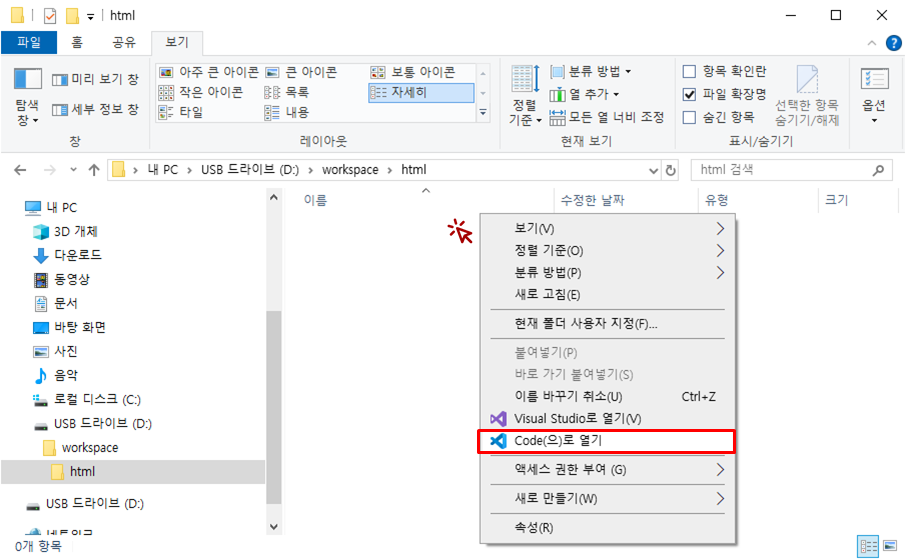 html
파일 홈 공유 보기
탐색 창
미리 보기 창
세부 정보 창
창
아주 큰 아이콘 큰 아이콘 보통 아이콘
작은 아이콘 목록 자세히
타일 내용
레이아웃
정렬 기준
분류 방법
열 추가
모든 열 너비 조정
현재 보기
항목 확인란
파일 확장명
숨긴 항목
선택한 항목 숨기기/해제
표시/숨기기
옵션
내 PC > USB 드라이브 (D:) > workspace > html
html 검색
이름 수정한 날짜 유형 크기
내 PC
3D 개체
다운로드
동영상
문서
바탕 화면
사진
음악
로컬 디스크 (C:)
USB 드라이브 (D:)
workspace
html
USB 드라이브 (D:)
네트워크
보기(V)
정렬 기준(O)
분류 방법(P)
새로 고침(E)
현재 폴더 사용자 지정(F)...
붙여넣기(P)
바로 가기 붙여넣기(S)
이름 바꾸기 취소(U) Ctrl+Z
Visual Studio로 열기(V)
Code(으)로 열기
액세스 권한 부여 (G)
새로 만들기(W)
속성(R)
0개 항목